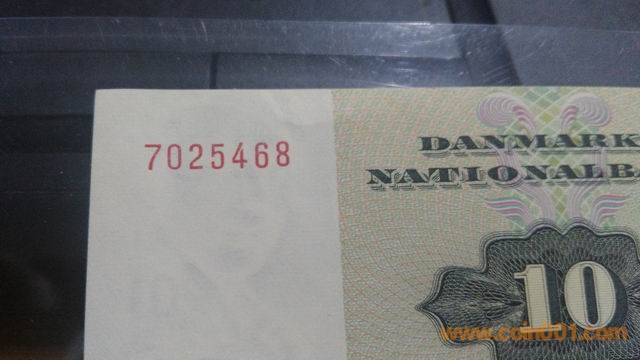 7025468
DANMARK
NATIONALBA
10
www.coin001.com